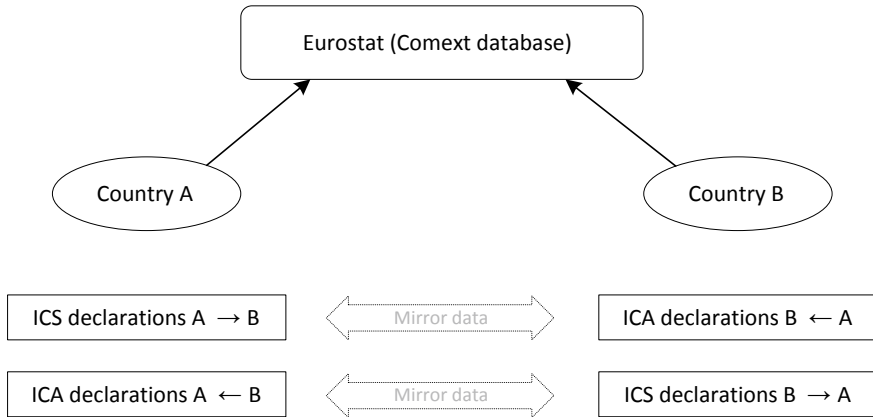 Eurostat (Comext database)
Country A
Country B
ICS declarations A → B
Mirror data
ICA declarations B ← A
ICA declarations A ← B
Mirror data
ICS declarations B → A